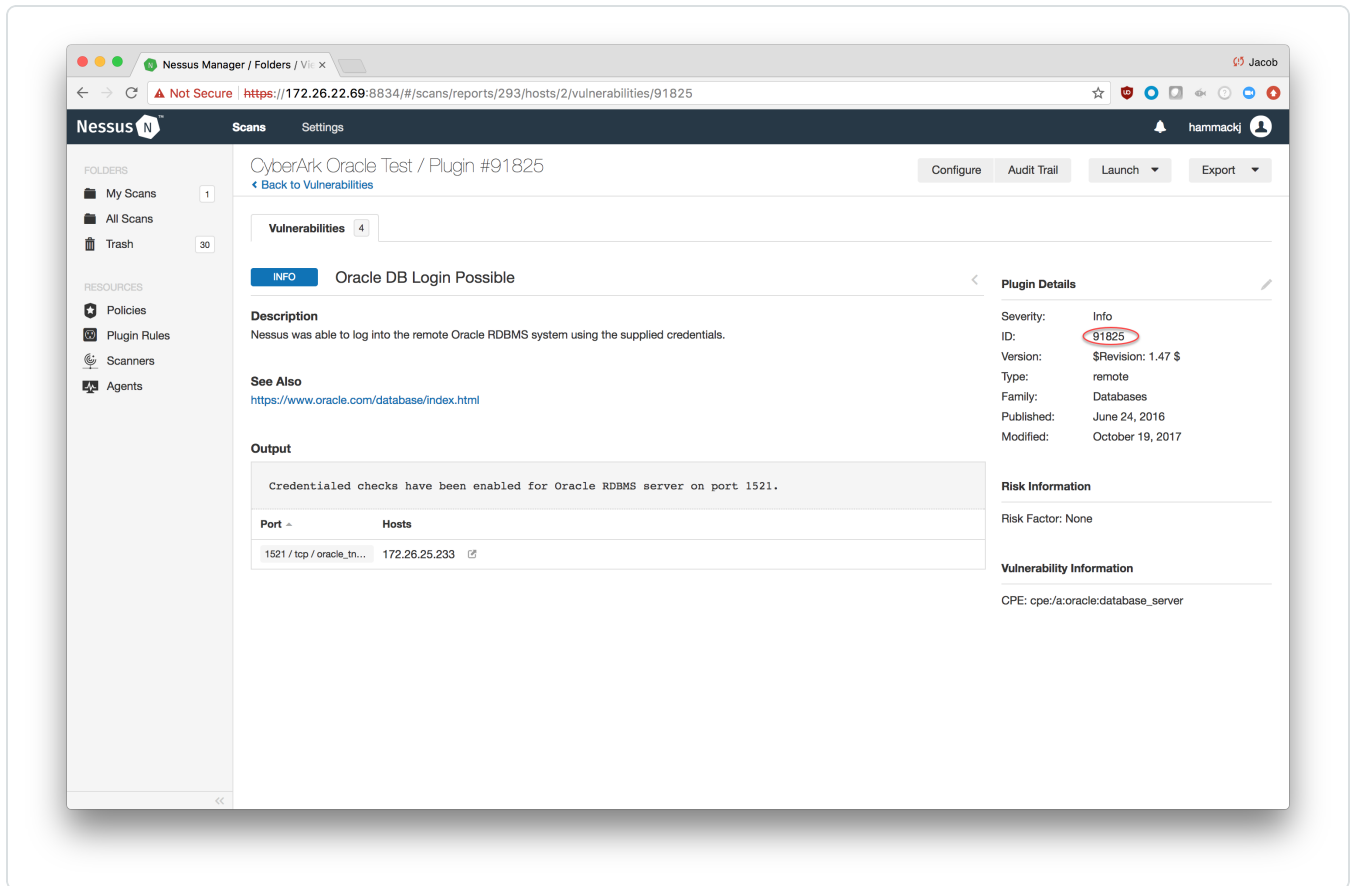 Nessus Manager / Folders / Vie
Jacob
Not Secure https://172.26.22.69:8834/#/scans/reports/293/hosts/2/vulnerabilities/91825
Nessus N ™ Scans Settings hammackj
FOLDERS
My Scans 1
All Scans
Trash 30
RESOURCES
Policies
Plugin Rules
Scanners
Agents
CyberArk Oracle Test / Plugin #91825
Back to Vulnerabilities
Configure Audit Trail Launch Export
Vulnerabilities 4
INFO Oracle DB Login Possible
Description
Nessus was able to log into the remote Oracle RDBMS system using the supplied credentials.
See Also
https://www.oracle.com/database/index.html
Output
Credentialed checks have been enabled for Oracle RDBMS server on port 1521.
Port Hosts
1521 / tcp / oracle_tn... 172.26.25.233
Plugin Details
Severity: Info
ID: 91825
Version: $Revision: 1.47 $
Type: remote
Family: Databases
Published: June 24, 2016
Modified: October 19, 2017
Risk Information
Risk Factor: None
Vulnerability Information
CPE: cpe:/a:oracle:database_server